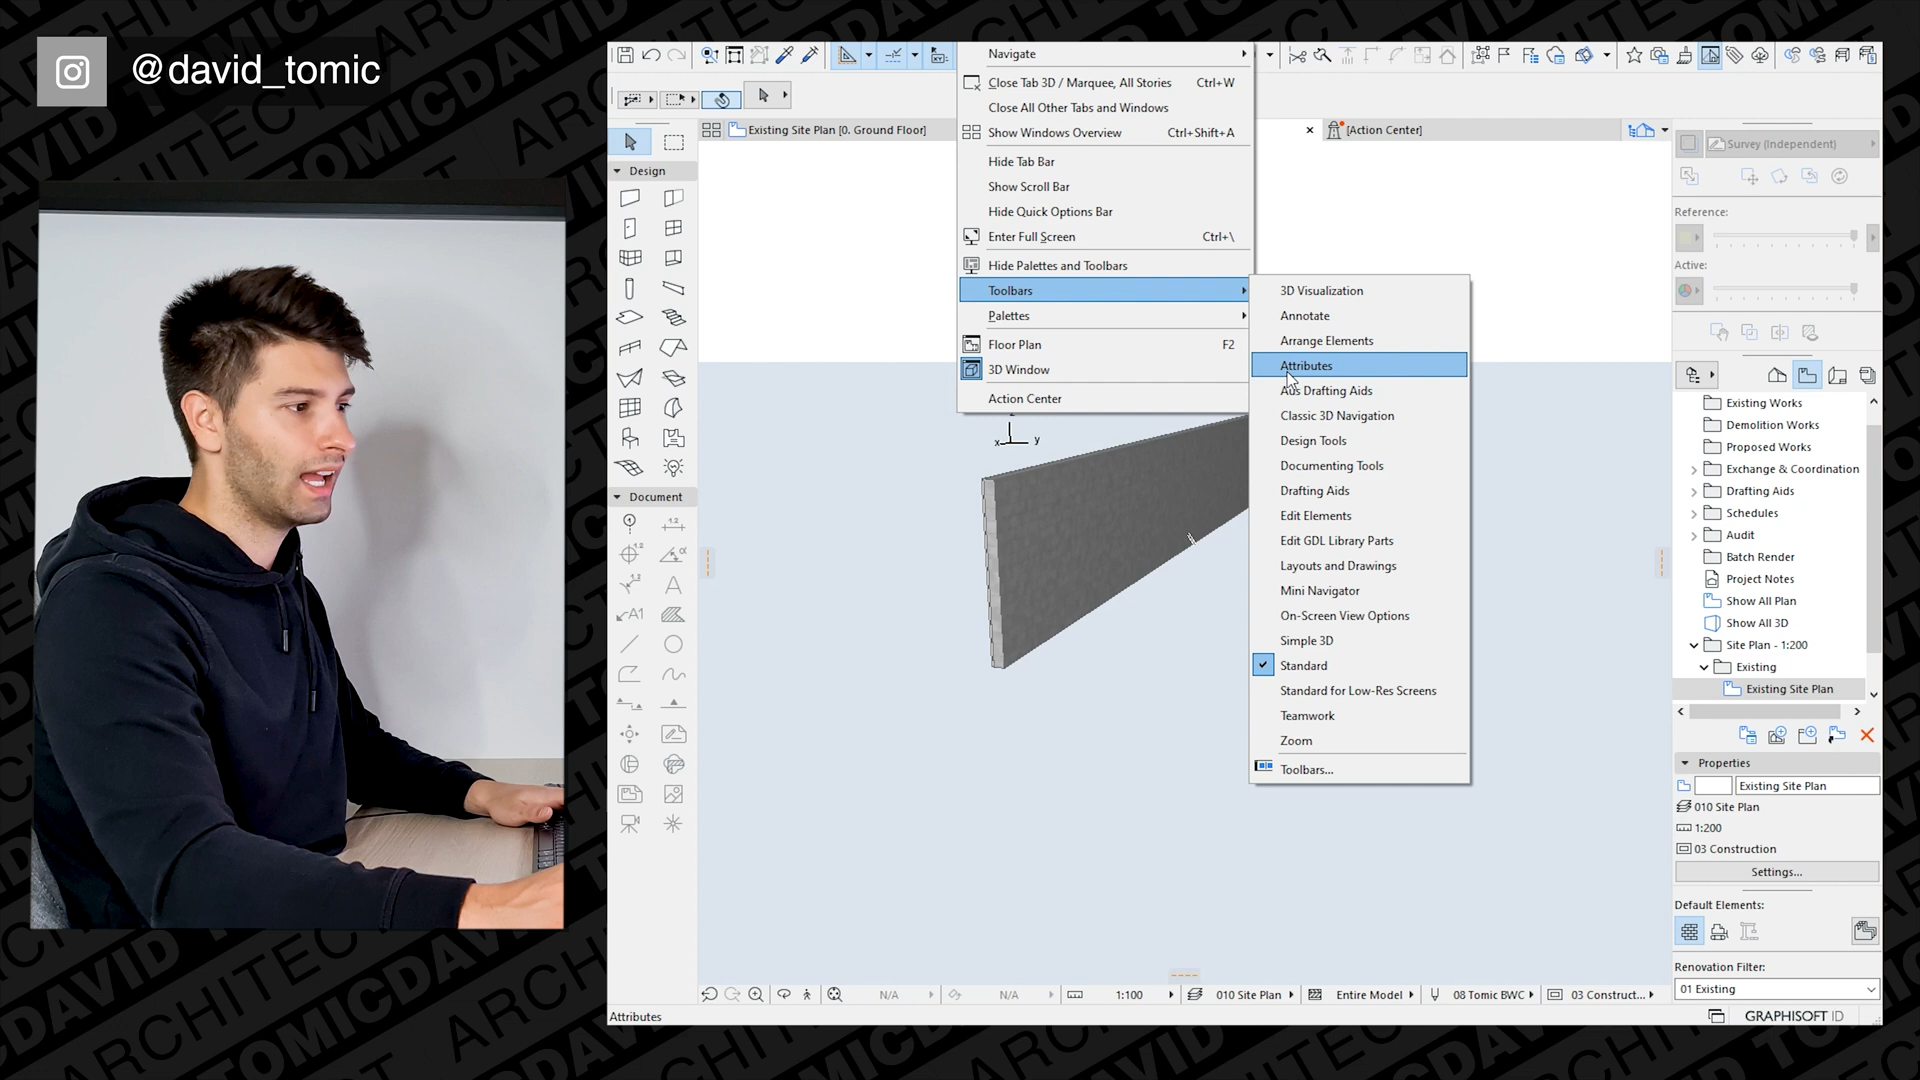 @david_tomic
Navigate
Close Tab 3D / Marquee, All Stories Ctrl+W
Close All Other Tabs and Windows
Show Windows Overview Ctrl+Shift+A
Hide Tab Bar
Show Scroll Bar
Hide Quick Options Bar
Enter Full Screen Ctrl+\
Hide Palettes and Toolbars
Toolbars
Palettes
Floor Plan F2
3D Window
Action Center
Existing Site Plan [0. Ground Floor]
[Action Center]
Design
Document
3D Visualization
Annotate
Arrange Elements
Attributes
Aus Drafting Aids
Classic 3D Navigation
Design Tools
Documenting Tools
Drafting Aids
Edit Elements
Edit GDL Library Parts
Layouts and Drawings
Mini Navigator
On-Screen View Options
Simple 3D
Standard
Standard for Low-Res Screens
Teamwork
Zoom
Toolbars...
x y
Survey (Independent)
Reference:
Active:
Existing Works
Demolition Works
Proposed Works
Exchange & Coordination
Drafting Aids
Schedules
Audit
Batch Render
Project Notes
Show All Plan
Show All 3D
Site Plan - 1:200
Existing
Existing Site Plan
Properties
Existing Site Plan
010 Site Plan
1:200
03 Construction
Settings...
Default Elements:
Renovation Filter:
01 Existing
N/A N/A 1:100 010 Site Plan Entire Model 08 Tomic BWC 03 Construct...
Attributes
GRAPHISOFT ID